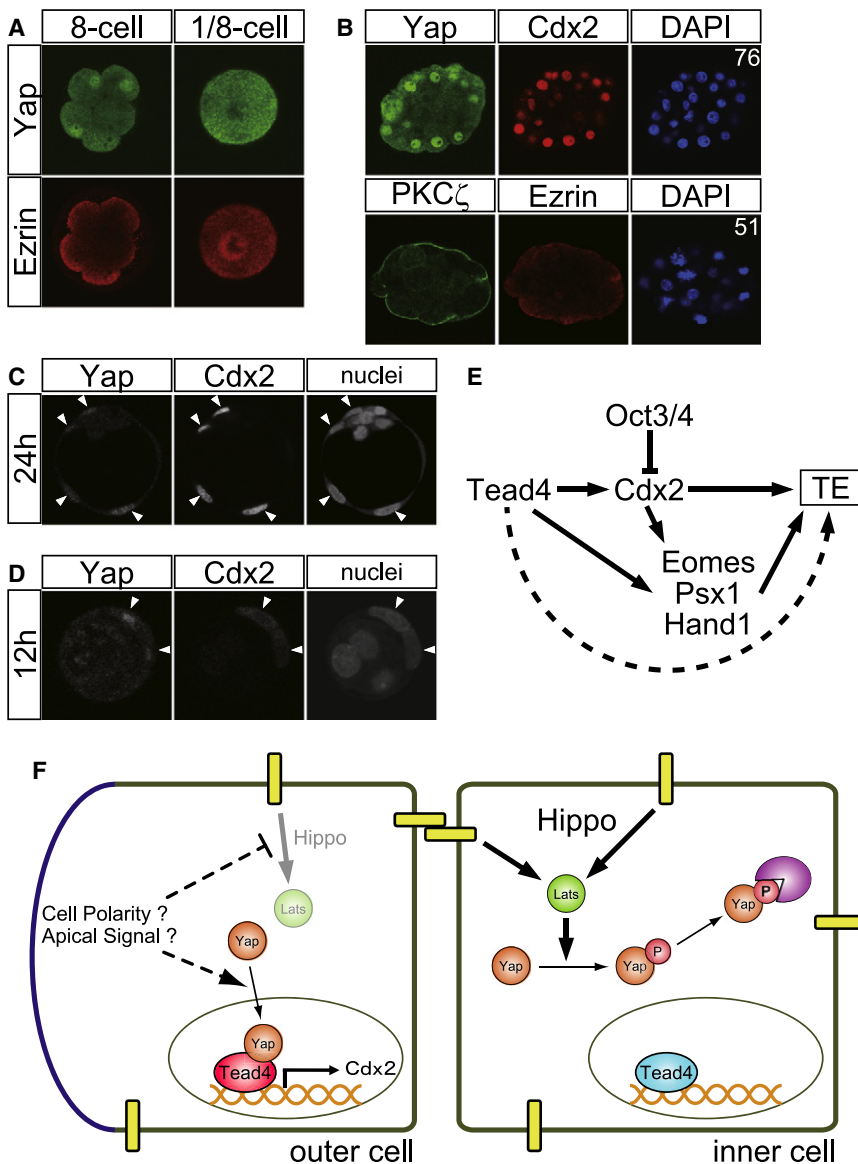 A
8-cell
1/8-cell
Yap
Ezrin
B
Yap
Cdx2
DAPI
76
PKCζ
Ezrin
DAPI
51
C
Yap
Cdx2
nuclei
24h
D
Yap
Cdx2
nuclei
12h
E
Oct3/4
Tead4
Cdx2
TE
Eomes
Psx1
Hand1
F
Hippo
Lats
Cell Polarity ?
Apical Signal ?
Yap
Yap
Tead4
Cdx2
outer cell
Hippo
Lats
Yap
Yap
P
Yap
P
Tead4
inner cell